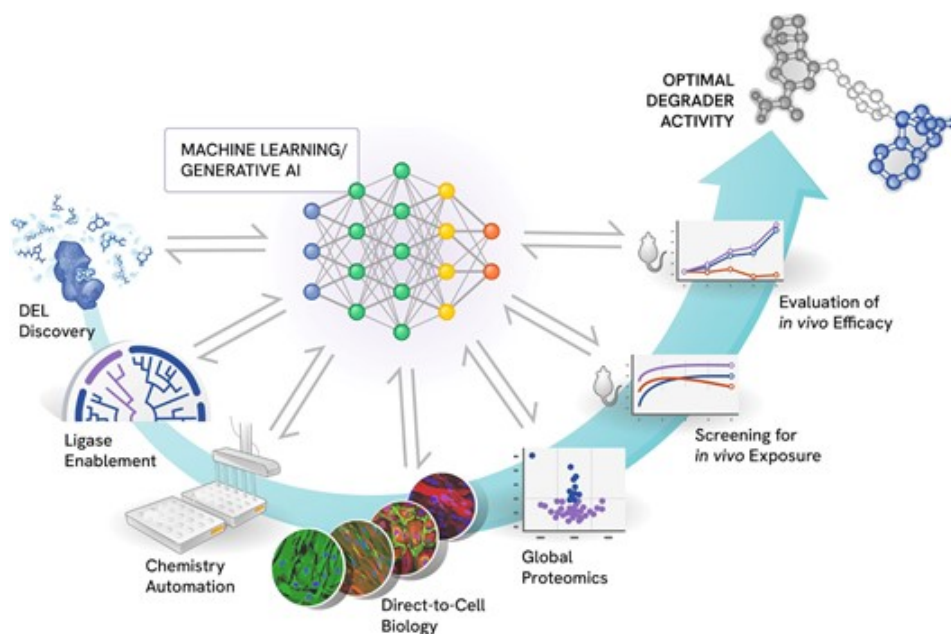 OPTIMAL
DEGRADER
ACTIVITY
MACHINE LEARNING/
GENERATIVE AI
DEL
Discovery
Ligase
Enablement
Chemistry
Automation
Direct-to-Cell
Biology
Global
Proteomics
Screening for
in vivo Exposure
Evaluation of
in vivo Efficacy